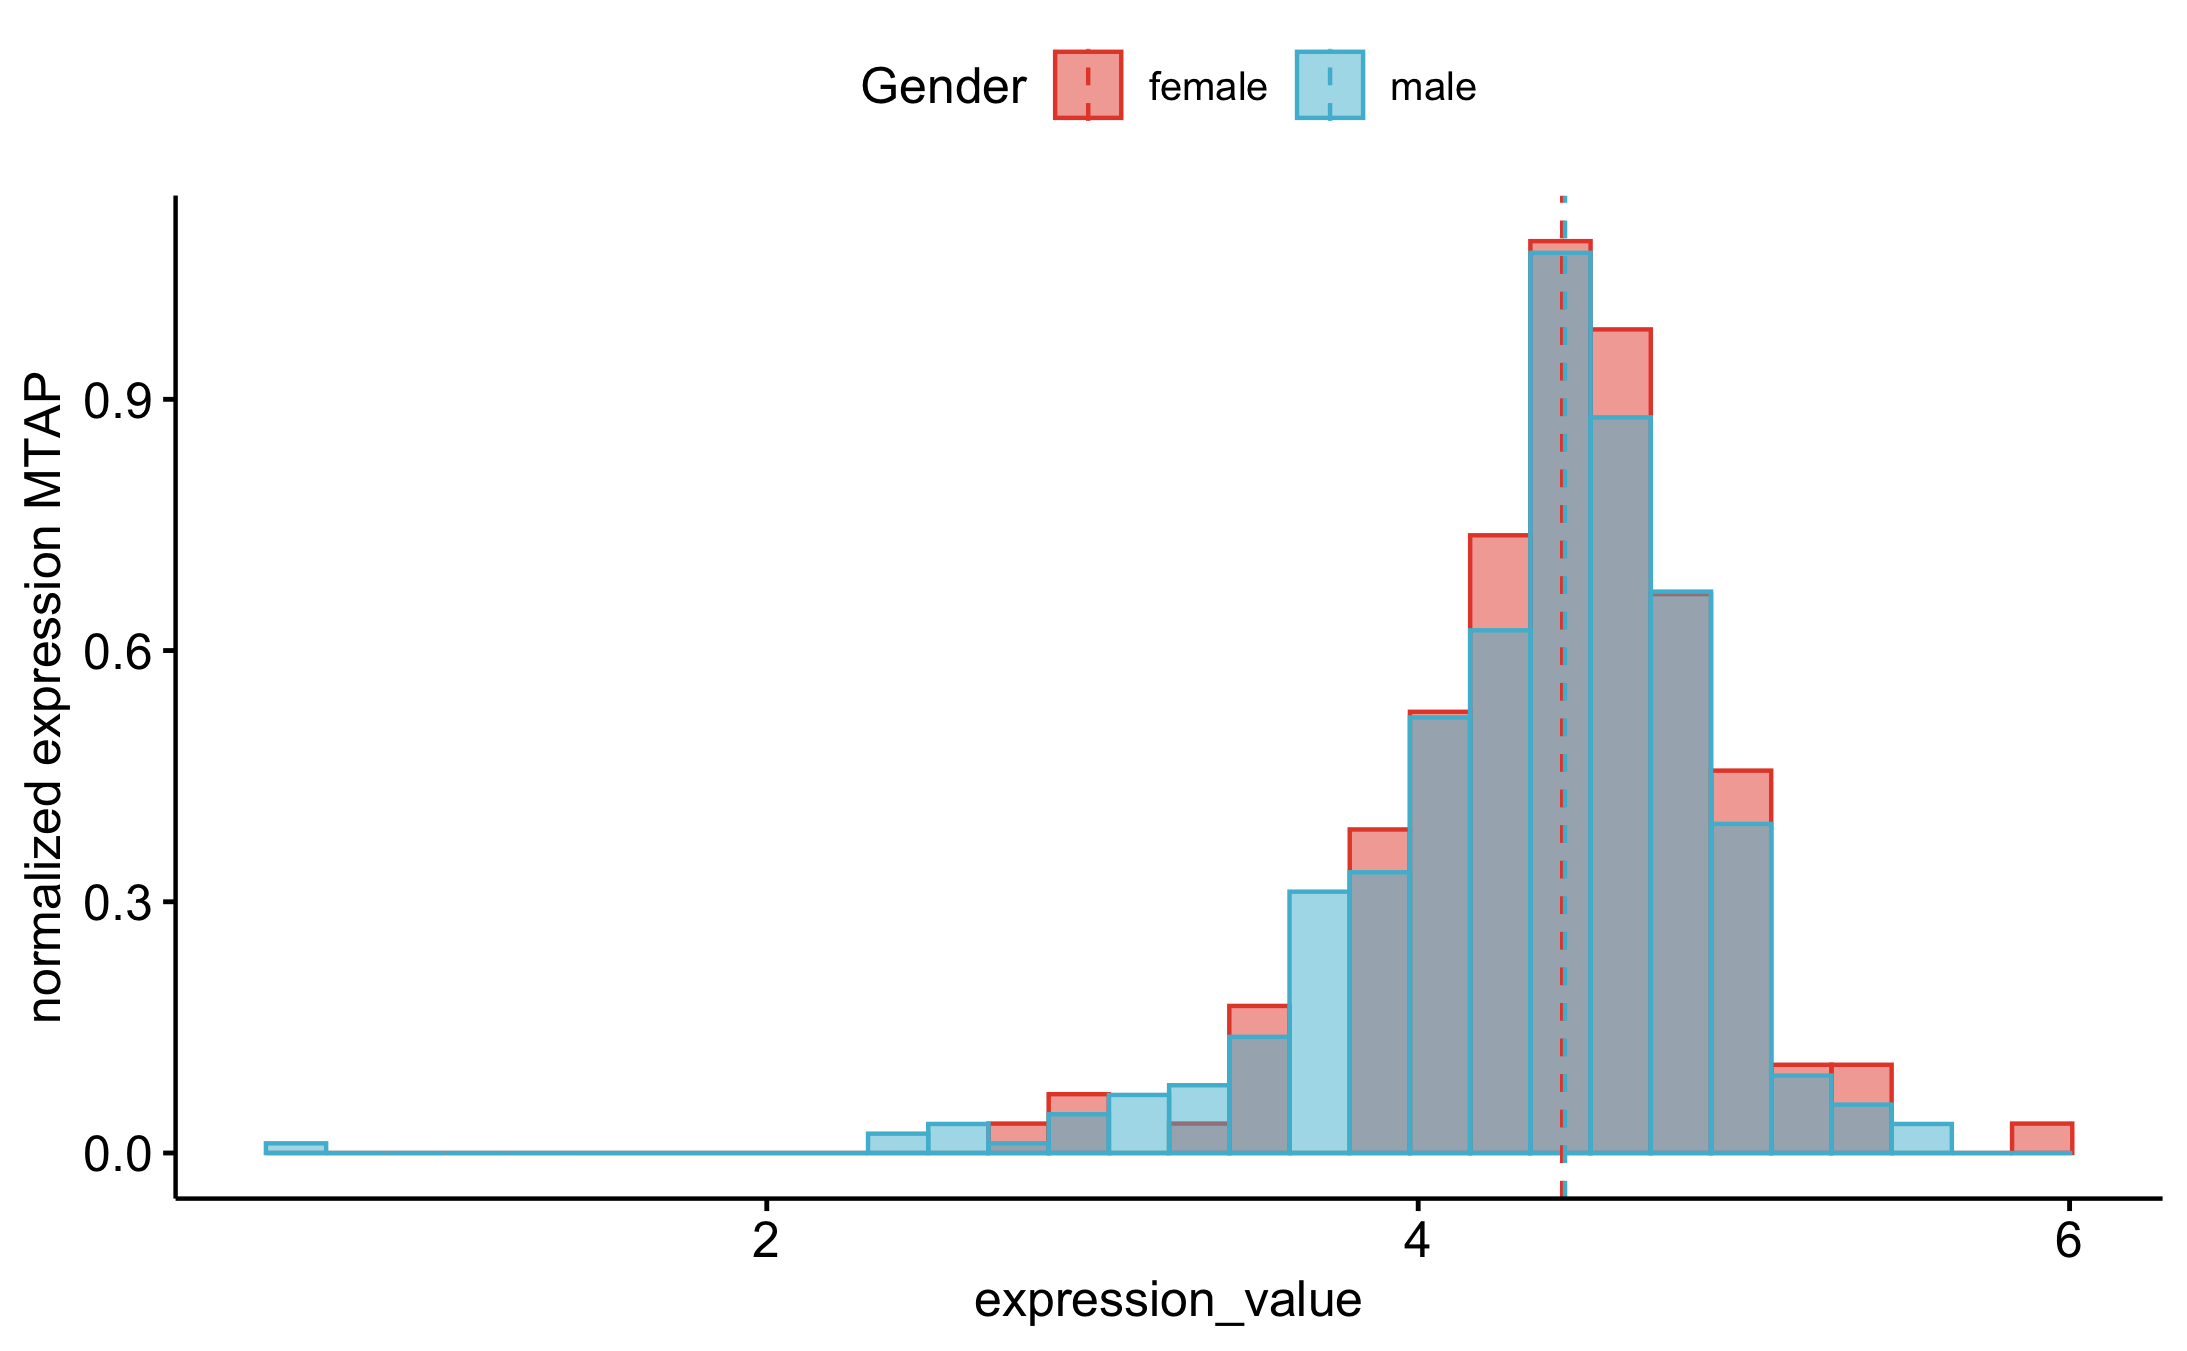 Gender female male
normalized expression MTAP
0.9
0.6
0.3
0.0
2 4 6
expression_value